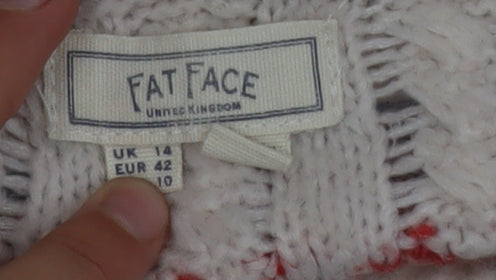 FAT FACE
UNITED KINGDOM
UK 14
EUR 42
10